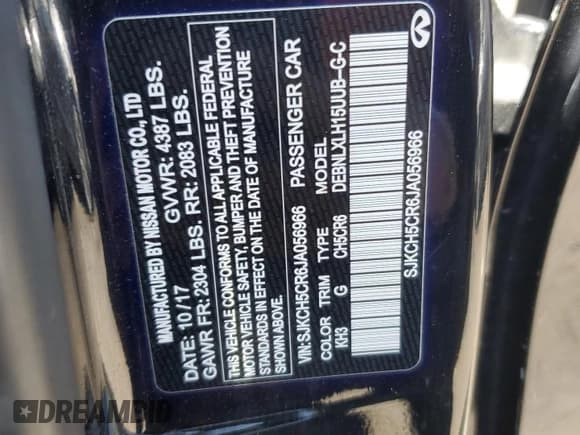 MANUFACTURED BY NISSAN MOTOR CO., LTD
DATE: 10/17 GVWR: 4387 LBS.
GAWR FR: 2304 LBS. RR: 2083 LBS.
THIS VEHICLE CONFORMS TO ALL APPLICABLE FEDERAL
MOTOR VEHICLE SAFETY, BUMPER AND THEFT PREVENTION
STANDARDS IN EFFECT ON THE DATE OF MANUFACTURE
SHOWN ABOVE.
VIN: SJKCH5CR6JA056966 PASSENGER CAR
COLOR TRIM TYPE MODEL
KH3 G CH5CR6 DEBNLXLH15UUB-G-C
SJKCH5CR6JA056966
DREAMBID